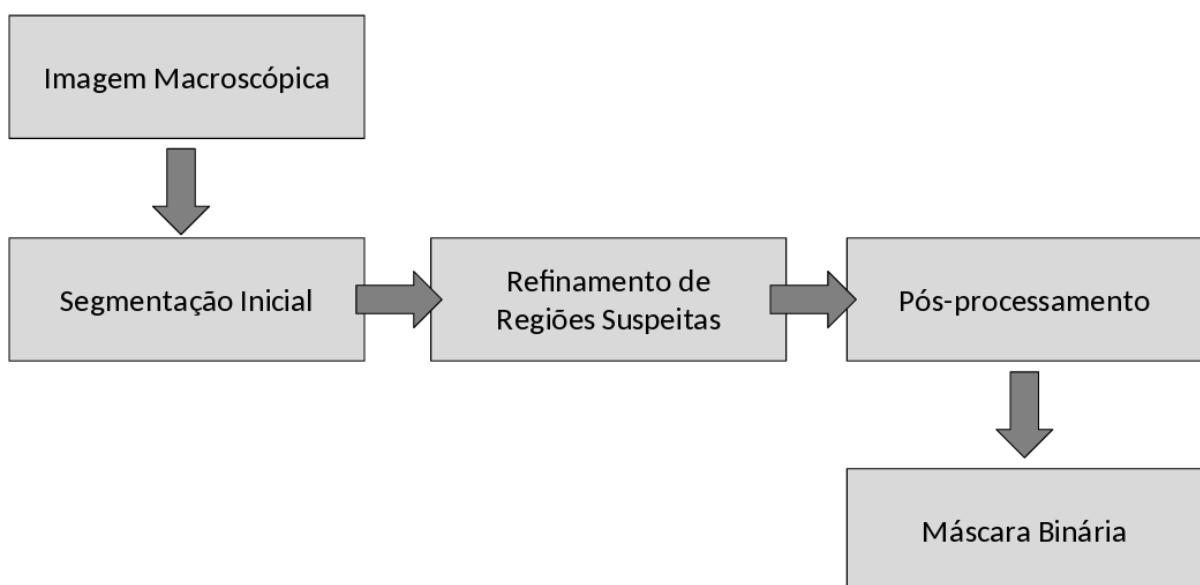 Imagem Macroscópica
Segmentação Inicial
Refinamento de
Regiões Suspeitas
Pós-processamento
Máscara Binária